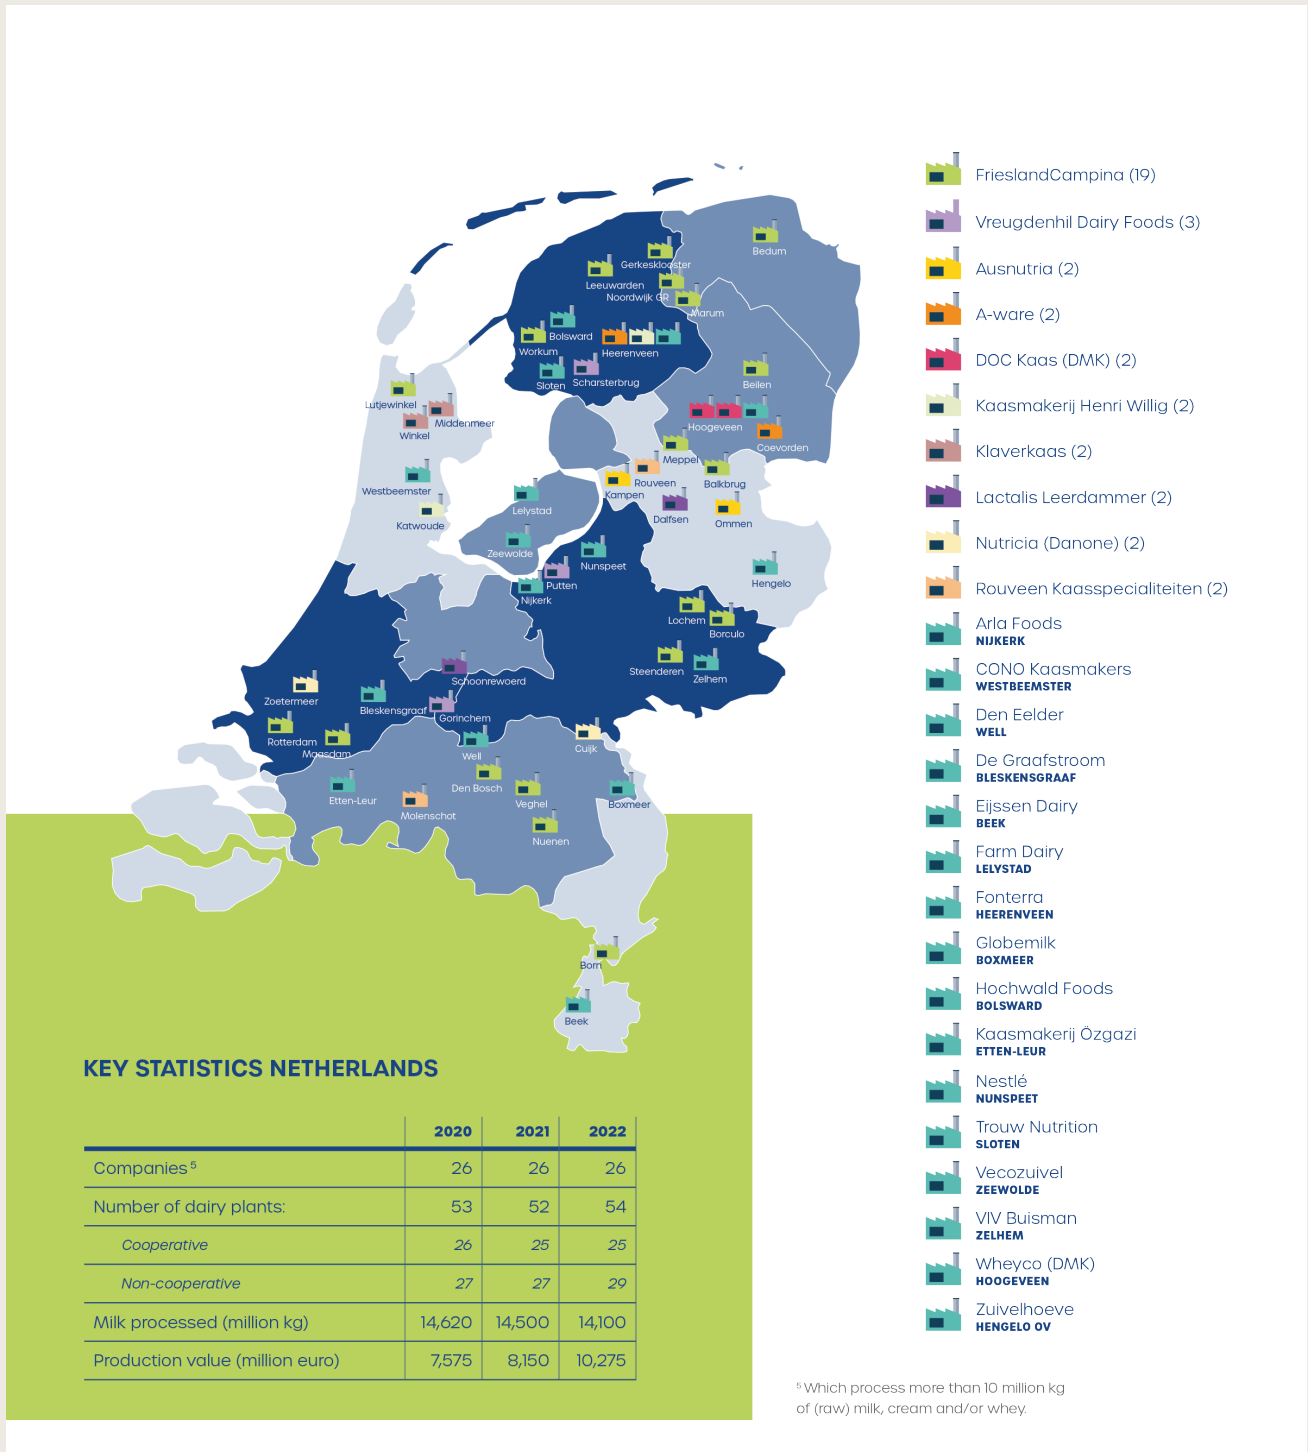 Bedum
Gerkesklooster
Leeuwarden
Noordwijk GR
Marum
Bolsward
Workum
Heerenveen
Sloten
Scharsterbrug
Beilen
Lutjewinkel
Middenmeer
Winkel
Hoogeveen
Coevorden
Meppel
Westbeemster
Rouveen
Balkbrug
Kampen
Katwoude
Lelystad
Dalfsen
Ommen
Zeewolde
Nunspeet
Putten
Hengelo
Nijkerk
Lochem
Borculo
Steenderen
Zelhem
Schoonrewoerd
Zoetermeer
Bleskensgraaf
Gorinchem
Rotterdam
Maasdam
Well
Cuijk
Den Bosch
Etten-Leur
Veghel
Boxmeer
Molenschot
Nuenen
Born
Beek
FrieslandCampina (19)
Vreugdenhil Dairy Foods (3)
Ausnutria (2)
A-ware (2)
DOC Kaas (DMK) (2)
Kaasmakerij Henri Willig (2)
Klaverkaas (2)
Lactalis Leerdammer (2)
Nutricia (Danone) (2)
Rouveen Kaasspecialiteiten (2)
Arla Foods
NIJKERK
CONO Kaasmakers
WESTBEEMSTER
Den Eelder
WELL
De Graafstroom
BLESKENSGRAAF
Eijssen Dairy
BEEK
Farm Dairy
LELYSTAD
Fonterra
HEERENVEEN
Globemilk
BOXMEER
Hochwald Foods
BOLSWARD
Kaasmakerij Özgazi
ETTEN-LEUR
Nestlé
NUNSPEET
Trouw Nutrition
SLOTEN
Vecozuivel
ZEEWOLDE
VIV Buisman
ZELHEM
Wheyco (DMK)
HOOGEVEEN
Zuivelhoeve
HENGELO OV
KEY STATISTICS NETHERLANDS
2020 2021 2022
Companies 5 26 26 26
Number of dairy plants: 53 52 54
Cooperative 26 25 25
Non-cooperative 27 27 29
Milk processed (million kg) 14,620 14,500 14,100
Production value (million euro) 7,575 8,150 10,275
5 Which process more than 10 million kg
of (raw) milk, cream and/or whey.